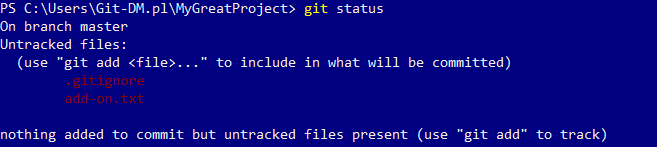 PS C:\Users\Git-DM.pl\MyGreatProject> git status
On branch master
Untracked files:
  (use "git add <file>..." to include in what will be committed)
        .gitignore
        add-on.txt

nothing added to commit but untracked files present (use "git add" to track)